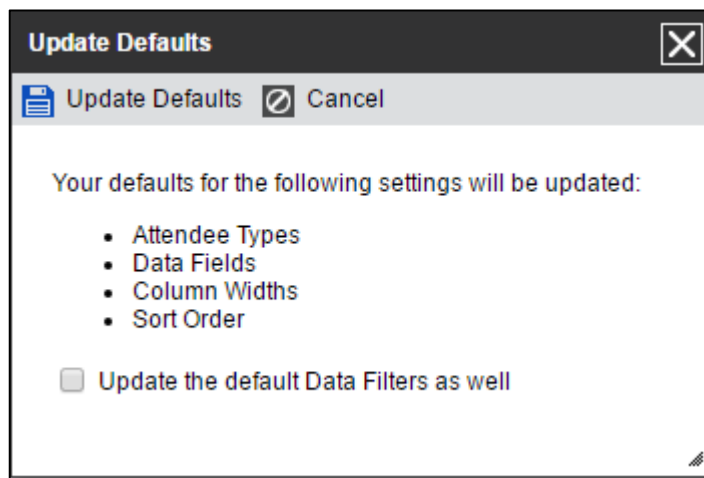 Update Defaults
Update Defaults Cancel
Your defaults for the following settings will be updated:
• Attendee Types
• Data Fields
• Column Widths
• Sort Order
Update the default Data Filters as well